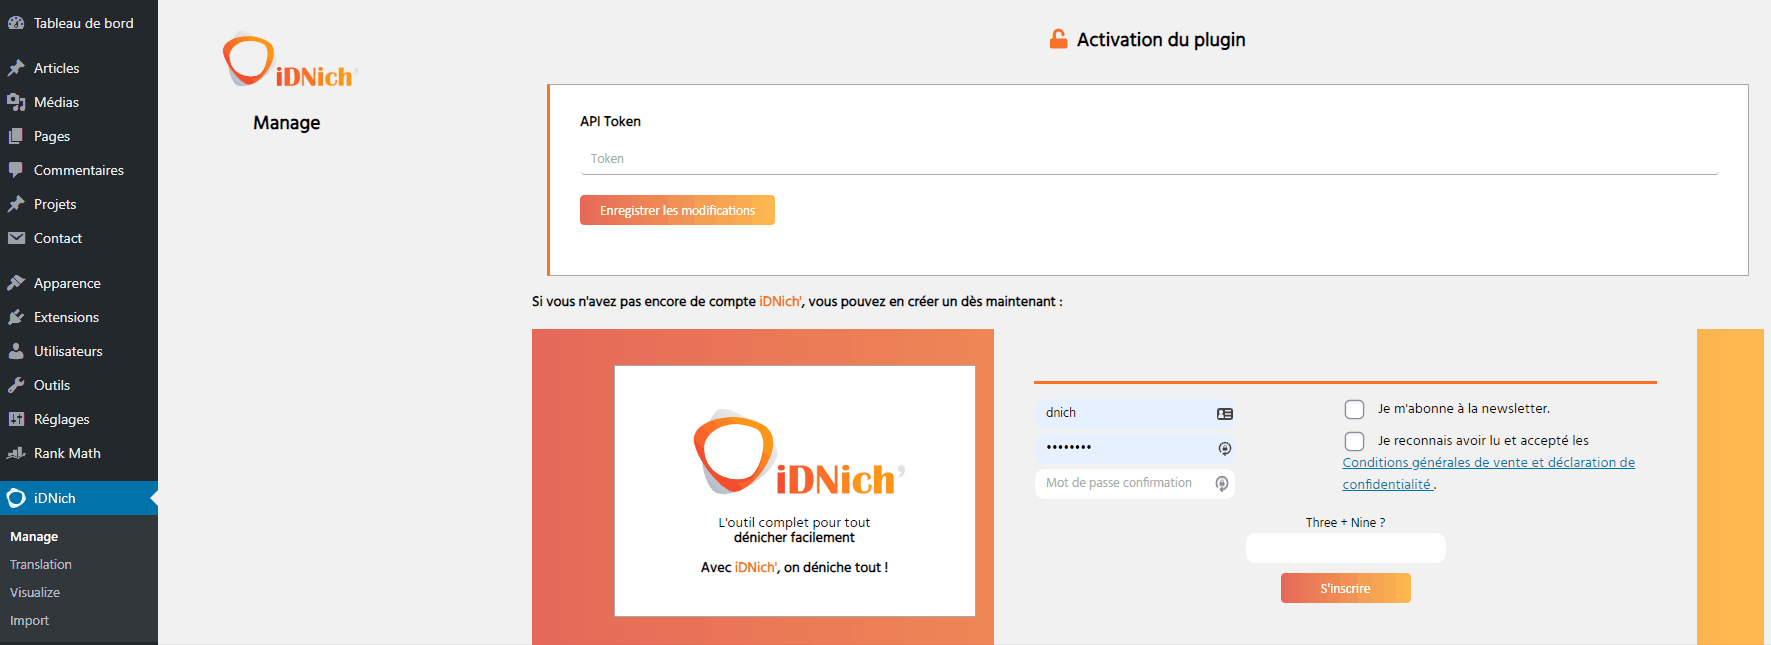 Tableau de bord
Articles
Médias
Pages
Commentaires
Projets
Contact
Apparence
Extensions
Utilisateurs
Outils
Réglages
Rank Math
iDNich
Manage
Translation
Visualize
Import
iDNich'
Manage
Activation du plugin
API Token
Token
Enregistrer les modifications
Si vous n'avez pas encore de compte iDNich', vous pouvez en créer un dès maintenant :
iDNich'
L'outil complet pour tout
dénicher facilement
Avec iDNich', on déniche tout !
dnich
••••••••
Mot de passe confirmation
Je m'abonne à la newsletter.
Je reconnais avoir lu et accepté les
Conditions générales de vente et déclaration de
confidentialité .
Three + Nine ?
S'inscrire